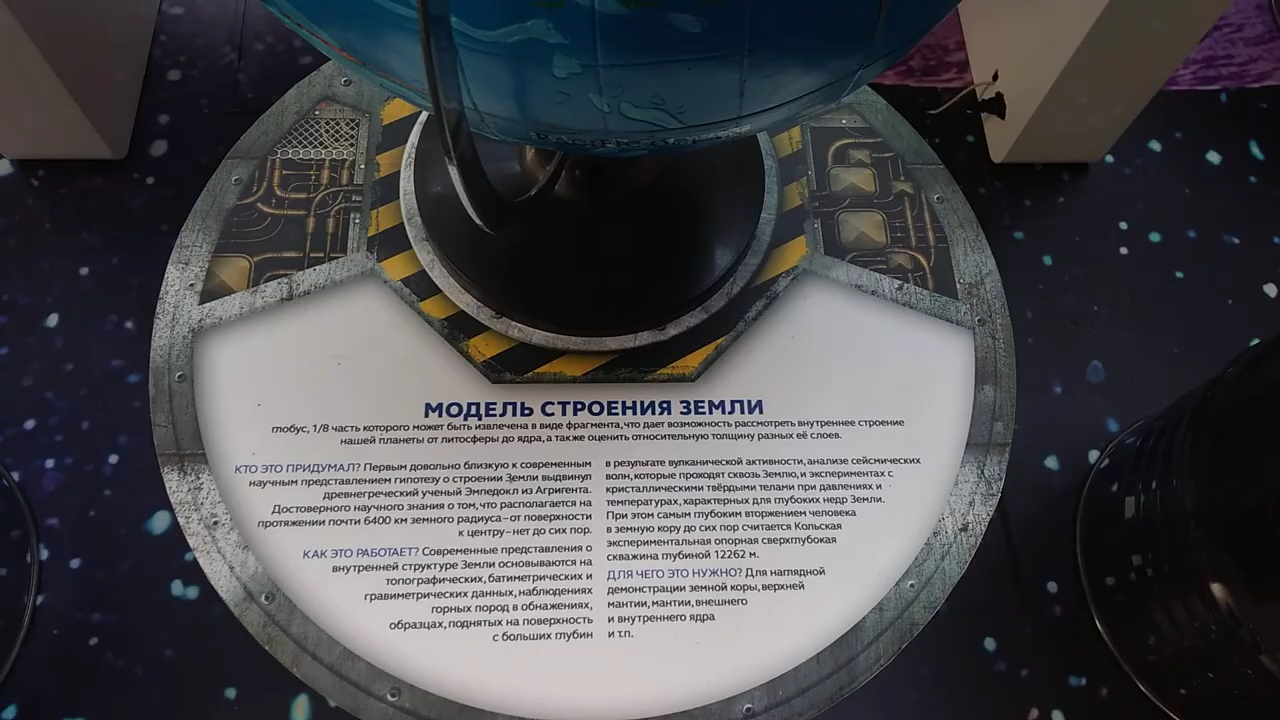 PACIFIC OCEAN
МОДЕЛЬ СТРОЕНИЯ ЗЕМЛИ
глобус, 1/8 часть которого может быть извлечена в виде фрагмента, что дает возможность рассмотреть внутреннее строение
нашей планеты от литосферы до ядра, а также оценить относительную толщину разных её слоев.
КТО ЭТО ПРИДУМАЛ? Первым довольно близкую к современным
научным представлением гипотезу о строении Земли выдвинул
древнегреческий ученый Эмпедокл из Агригента.
Достоверного научного знания о том, что располагается на
протяжении почти 6400 км земного радиуса–от поверхности
к центру–нет до сих пор.
КАК ЭТО РАБОТАЕТ? Современные представления о
внутренней структуре Земли основываются на
топографических, батиметрических и
гравиметрических данных, наблюдениях
горных пород в обнажениях,
образцах, поднятых на поверхность
с больших глубин
в результате вулканической активности, анализе сейсмических
волн, которые проходят сквозь Землю, и экспериментах с
кристаллическими твёрдыми телами при давлениях и
температурах, характерных для глубоких недр Земли.
При этом самым глубоким вторжением человека
в земную кору до сих пор считается Кольская
экспериментальная опорная сверхглубокая
скважина глубиной 12262 м.
ДЛЯ ЧЕГО ЭТО НУЖНО? Для наглядной
демонстрации земной коры, верхней
мантии, мантии, внешнего
и внутреннего ядра
и т.п.